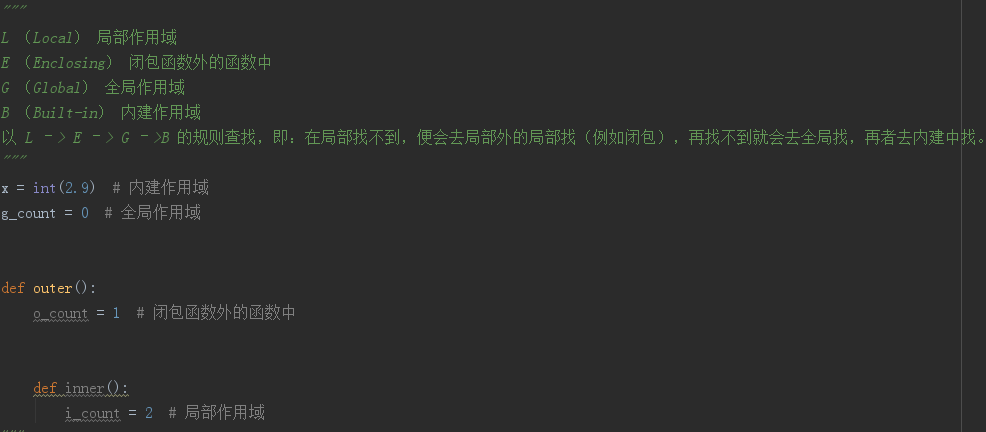 """
L （Local） 局部作用域
E （Enclosing） 闭包函数外的函数中
G （Global） 全局作用域
B （Built-in） 内建作用域
以 L -> E -> G ->B 的规则查找，即：在局部找不到，便会去局部外的局部找（例如闭包），再找不到就会去全局找，再者去内建中找。
"""
x = int(2.9)  # 内建作用域
g_count = 0  # 全局作用域
def outer():
    o_count = 1  # 闭包函数外的函数中
    def inner():
        i_count = 2  # 局部作用域